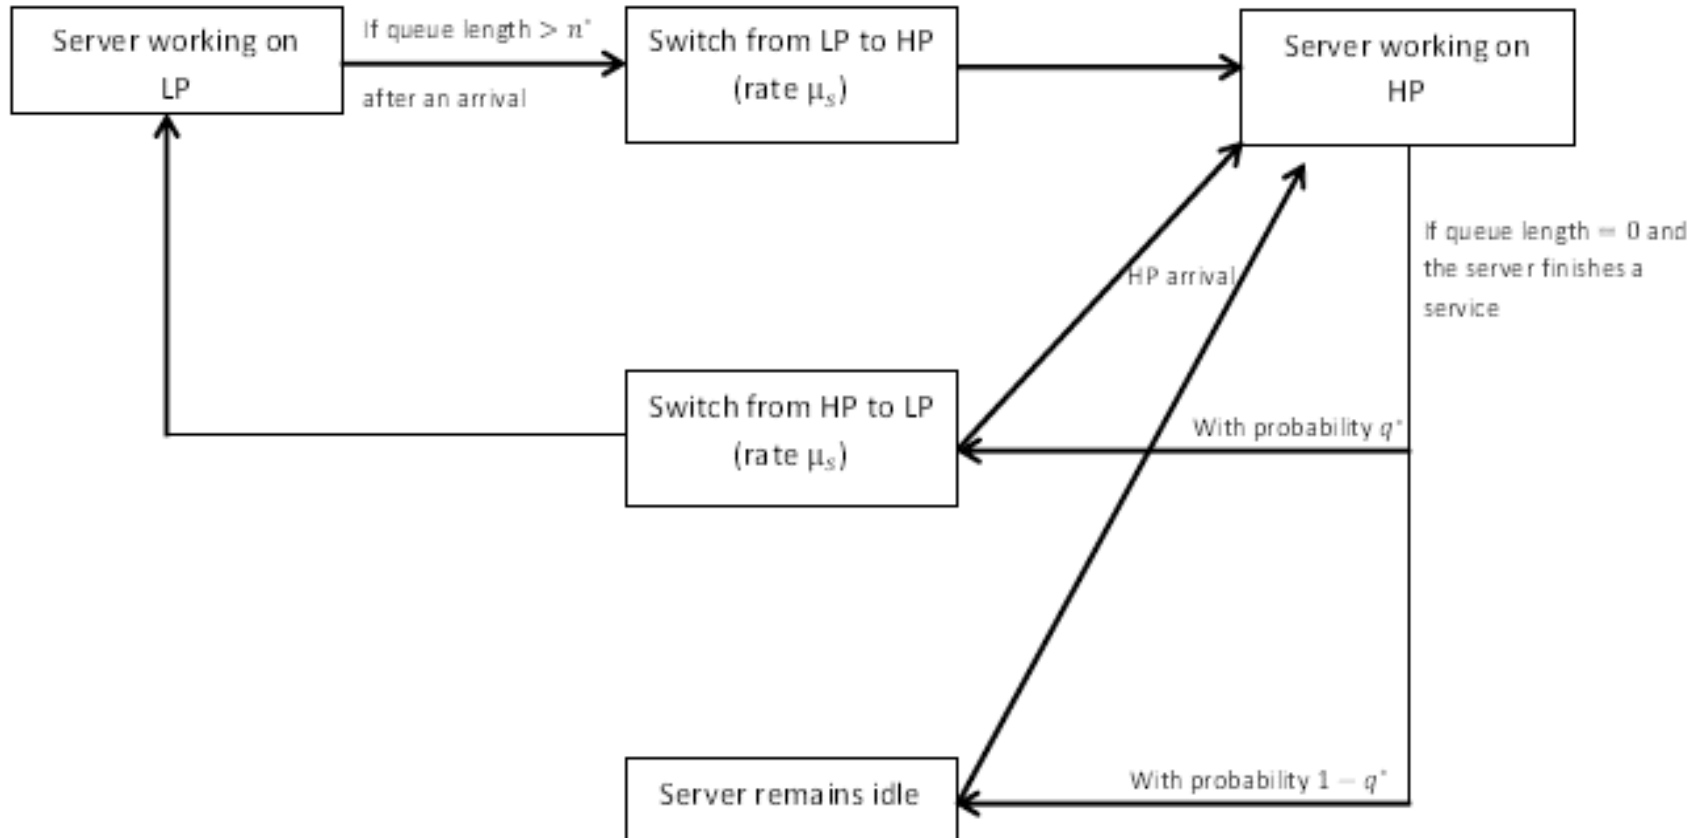 Server working on
LP
If queue length > n*
after an arrival
Switch from LP to HP
(rate μₛ)
Server working on
HP
If queue length = 0 and
the server finishes a
service
HP arrival
Switch from HP to LP
(rate μₛ)
With probability q*
Server remains idle
With probability 1 − q*